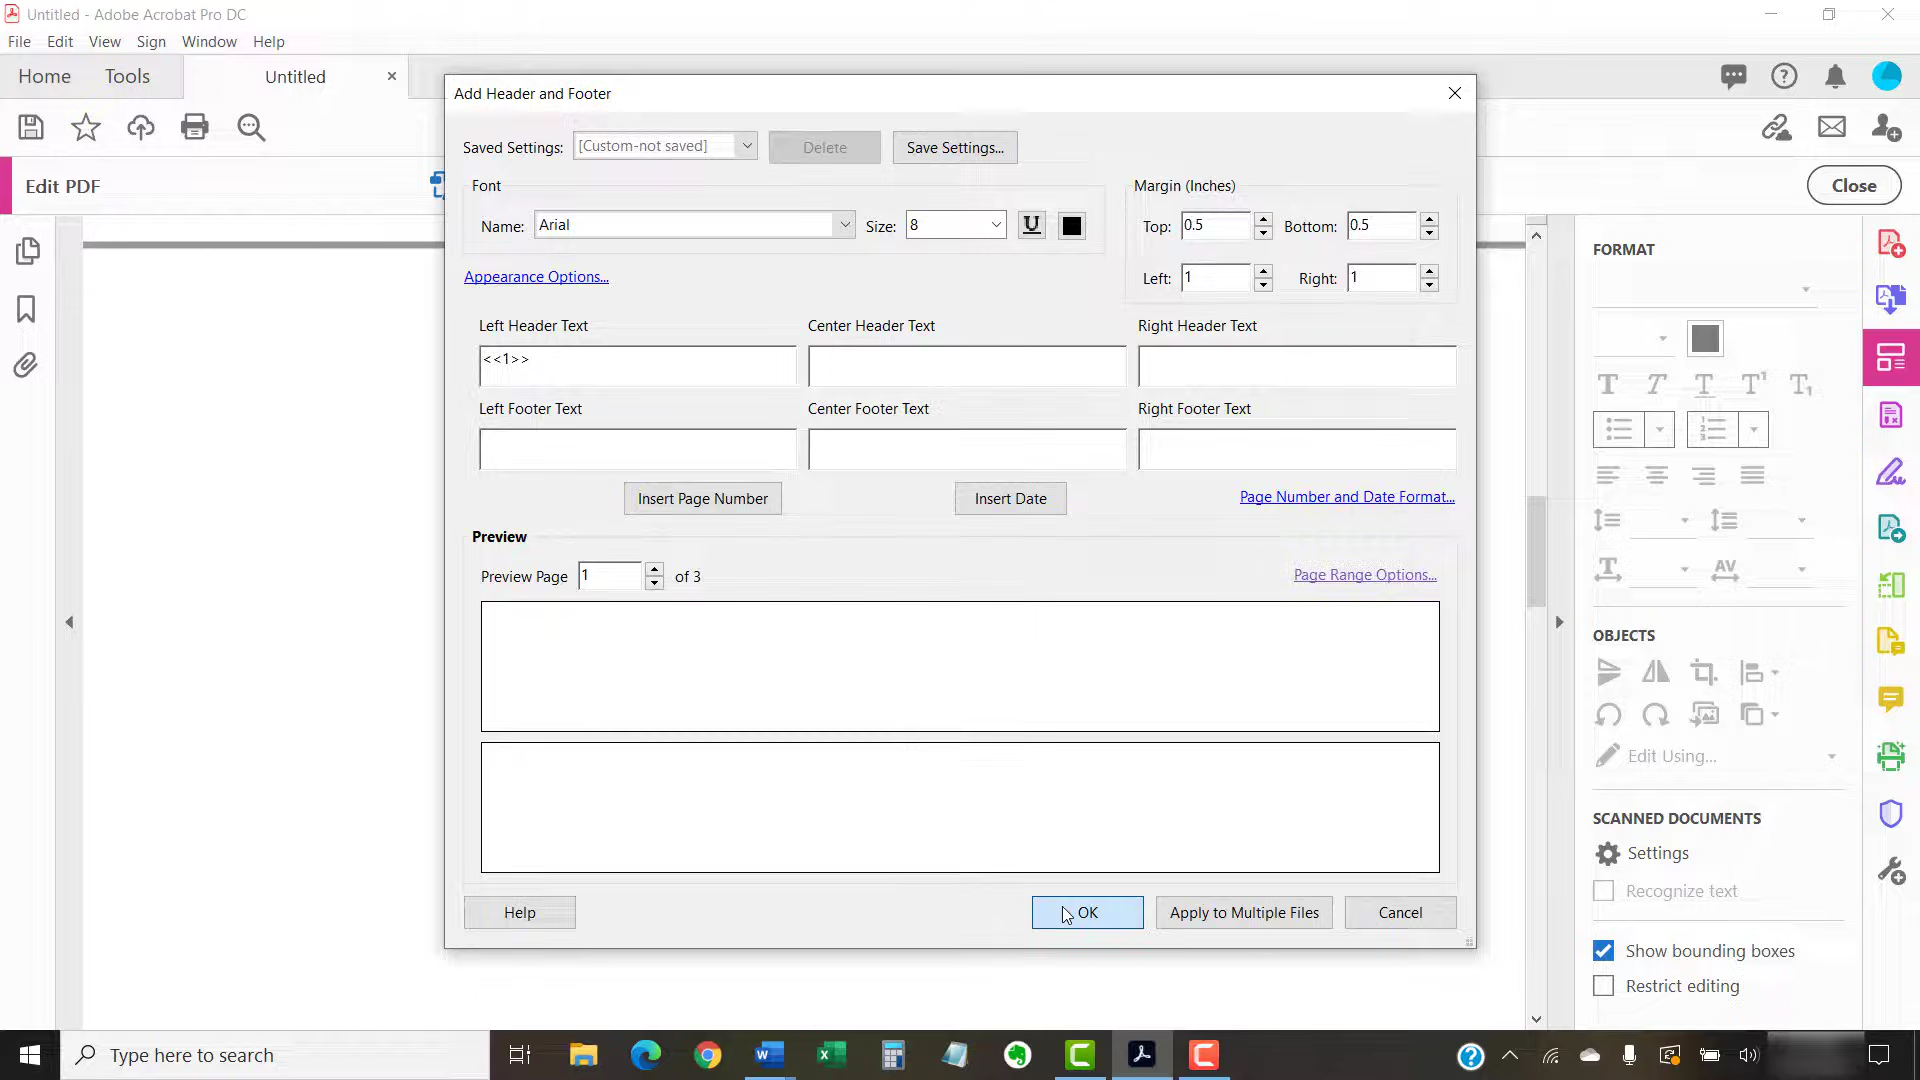 Untitled - Adobe Acrobat Pro DC
File Edit View Sign Window Help
Home Tools Untitled
Add Header and Footer
Saved Settings: [Custom-not saved] Delete Save Settings...
Edit PDF
Close
Font
Margin (Inches)
Name: Arial Size: 8 U
Top: 0.5 Bottom: 0.5
Appearance Options...
Left: 1 Right: 1
Left Header Text Center Header Text Right Header Text
<<1>>
Left Footer Text Center Footer Text Right Footer Text
Insert Page Number Insert Date Page Number and Date Format...
Preview
Preview Page 1 of 3 Page Range Options...
Help OK Apply to Multiple Files Cancel
FORMAT
T T T T¹ T₁
T AV
OBJECTS
Edit Using...
SCANNED DOCUMENTS
Settings
Recognize text
Show bounding boxes
Restrict editing
Type here to search